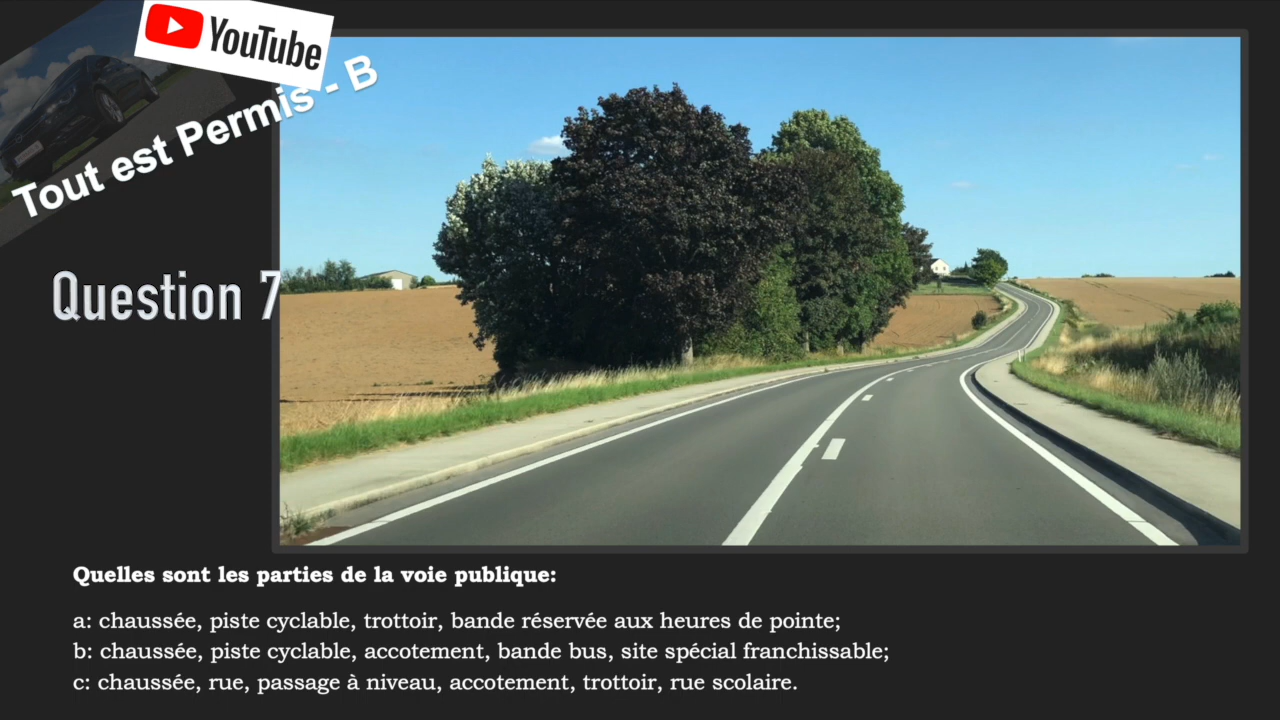 YouTube
Tout est Permis - B
Question 7
Quelles sont les parties de la voie publique:
a: chaussée, piste cyclable, trottoir, bande réservée aux heures de pointe;
b: chaussée, piste cyclable, accotement, bande bus, site spécial franchissable;
c: chaussée, rue, passage à niveau, accotement, trottoir, rue scolaire.